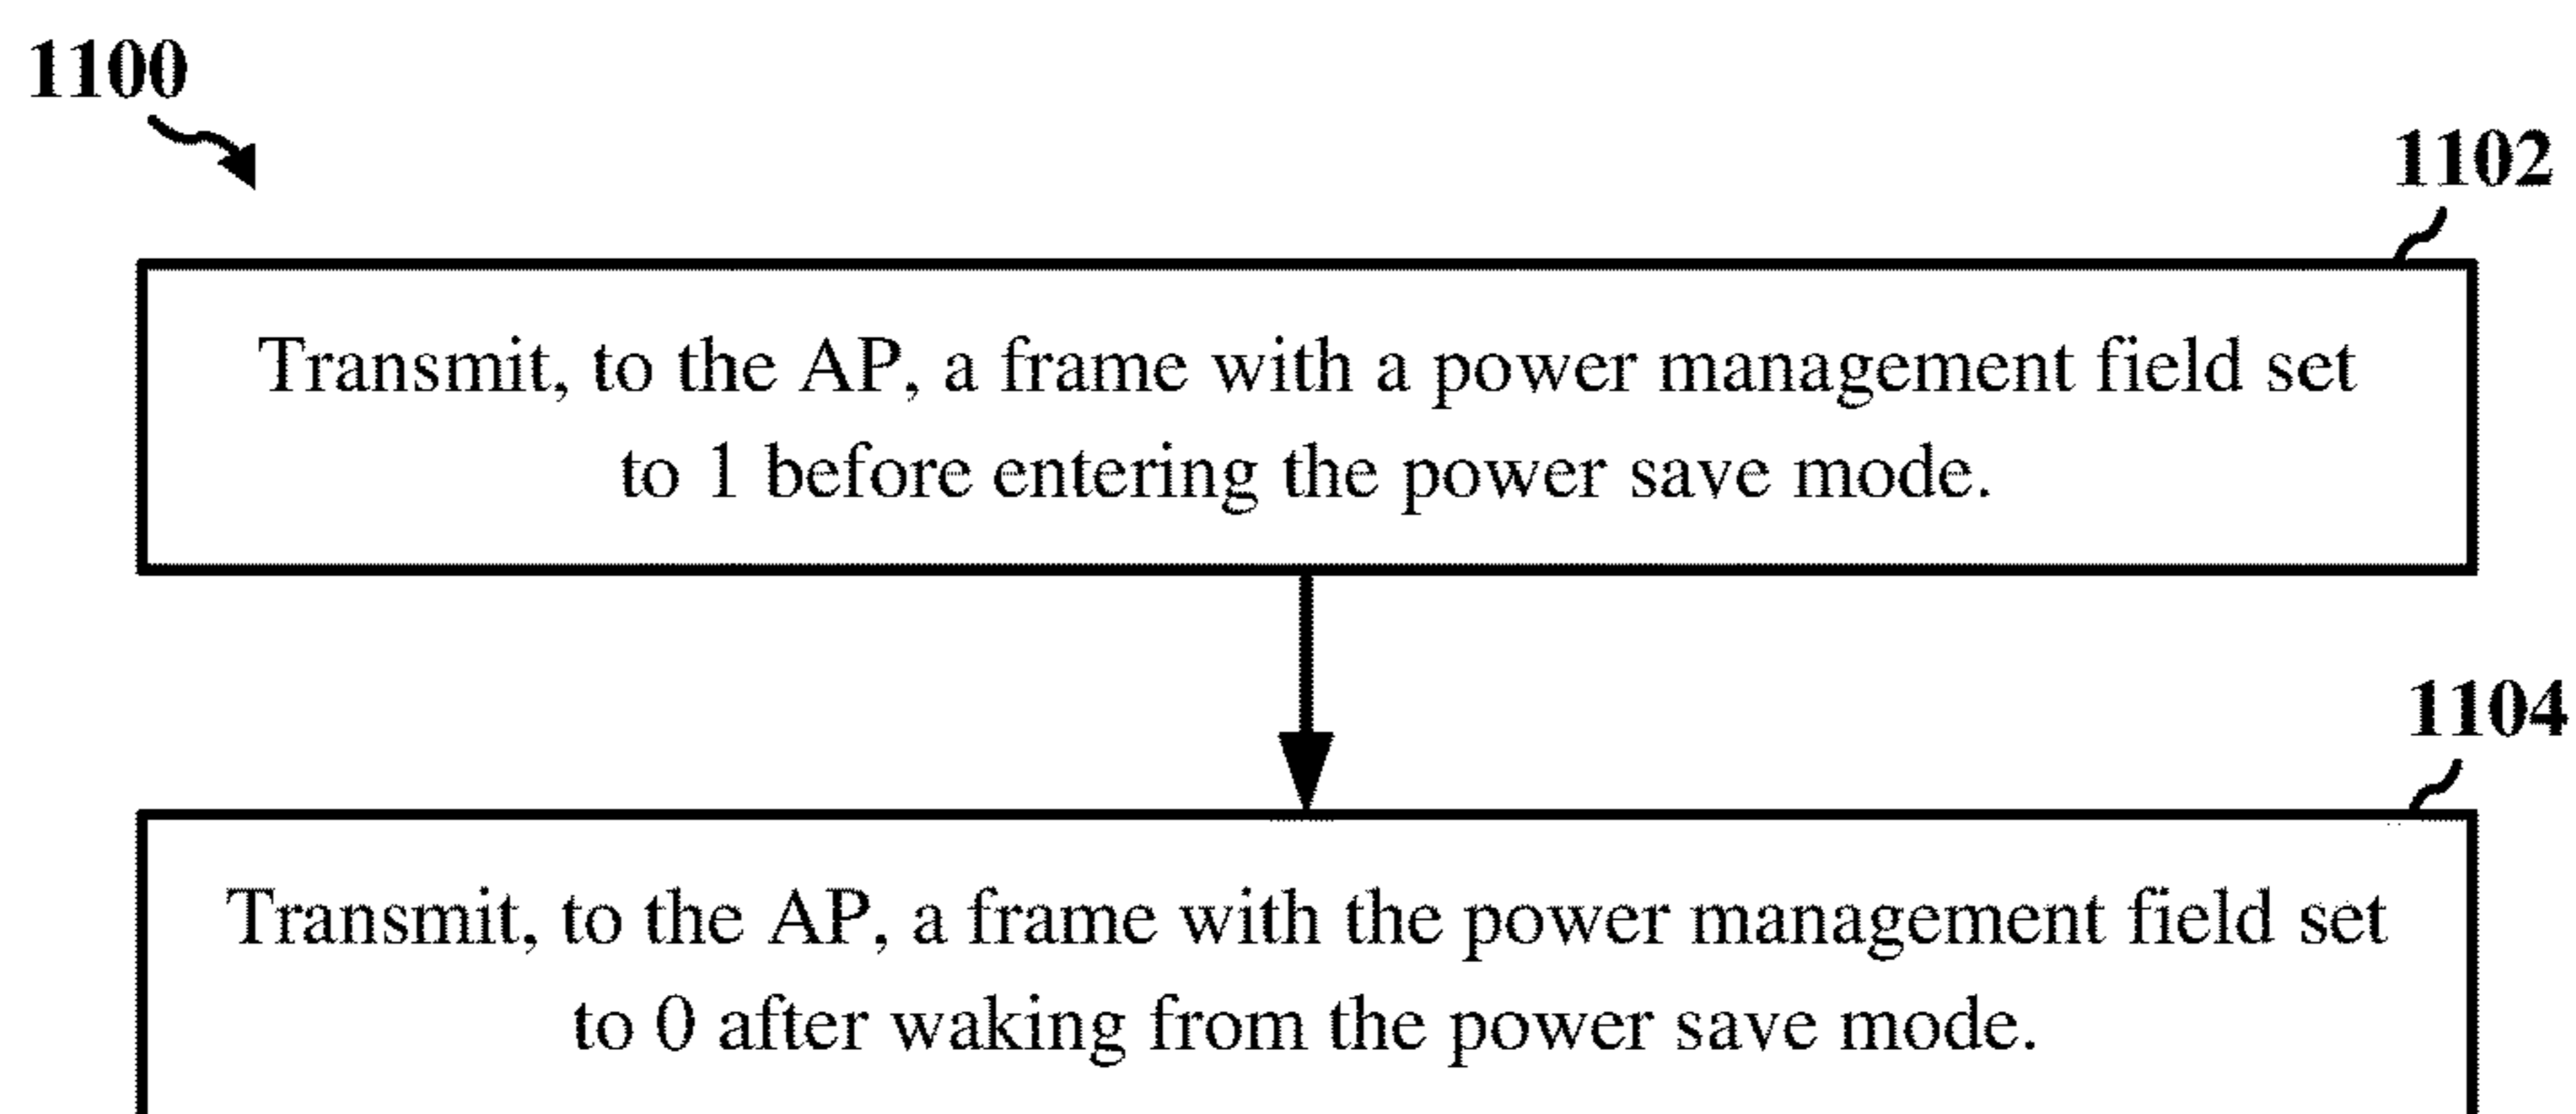 1100
1102
Transmit, to the AP, a frame with a power management field set
to 1 before entering the power save mode.
1104
Transmit, to the AP, a frame with the power management field set
to 0 after waking from the power save mode.